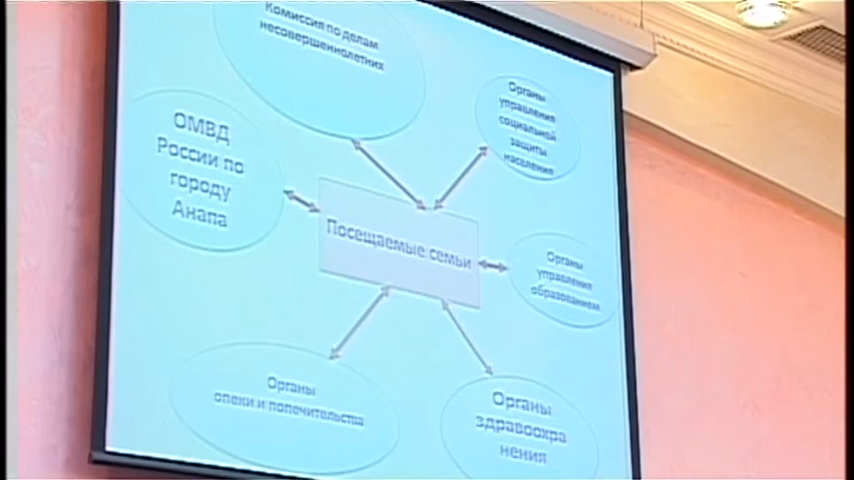 Комиссия по делам
несовершеннолетних
Органы
управления
социальной
защиты
населения
ОМВД
России по
городу
Анапа
Посещаемые семьи
Органы
управления
образованием
Органы
опеки и попечительства
Органы
здравоохра
нения